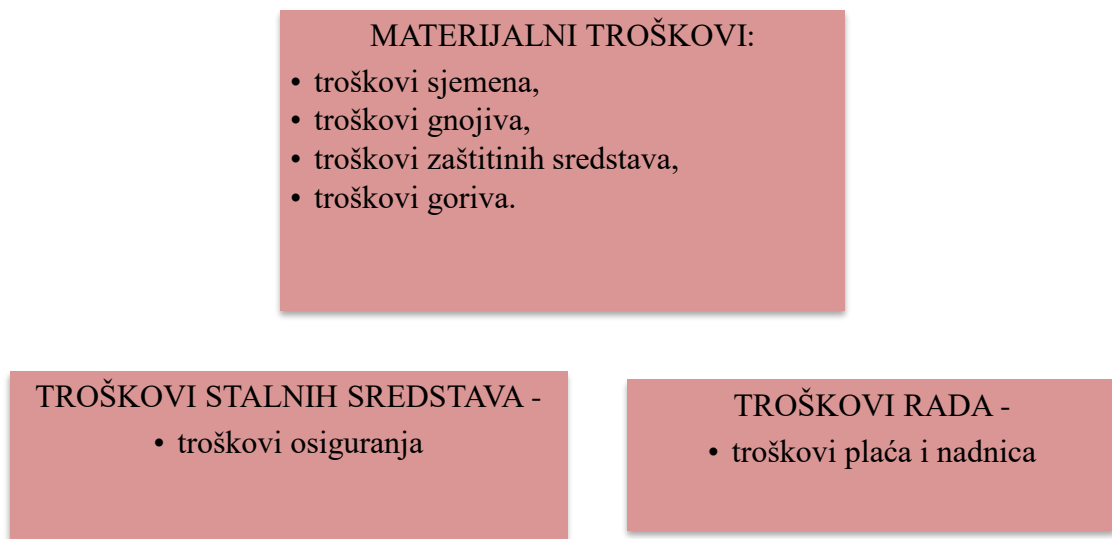 MATERIJALNI TROŠKOVI:
• troškovi sjemena,
• troškovi gnojiva,
• troškovi zaštitinih sredstava,
• troškovi goriva.
TROŠKOVI STALNIH SREDSTAVA -
• troškovi osiguranja
TROŠKOVI RADA -
• troškovi plaća i nadnica